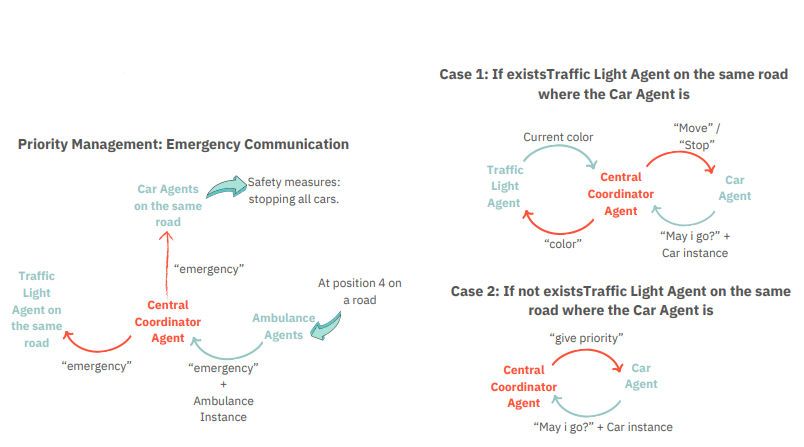 Priority Management: Emergency Communication
Car Agents
on the same
road
Safety measures:
stopping all cars.
"emergency"
Traffic
Light
Agent on
the same
road
Central
Coordinator
Agent
Ambulance
Agents
At position 4 on
a road
"emergency"
"emergency"
+
Ambulance
Instance
Case 1: If existsTraffic Light Agent on the same road
where the Car Agent is
Current color
"Move" /
"Stop"
Traffic
Light
Agent
Central
Coordinator
Agent
Car
Agent
"color"
"May i go?" +
Car instance
Case 2: If not existsTraffic Light Agent on the same
road where the Car Agent is
"give priority"
Central
Coordinator
Agent
Car
Agent
"May i go?" + Car instance